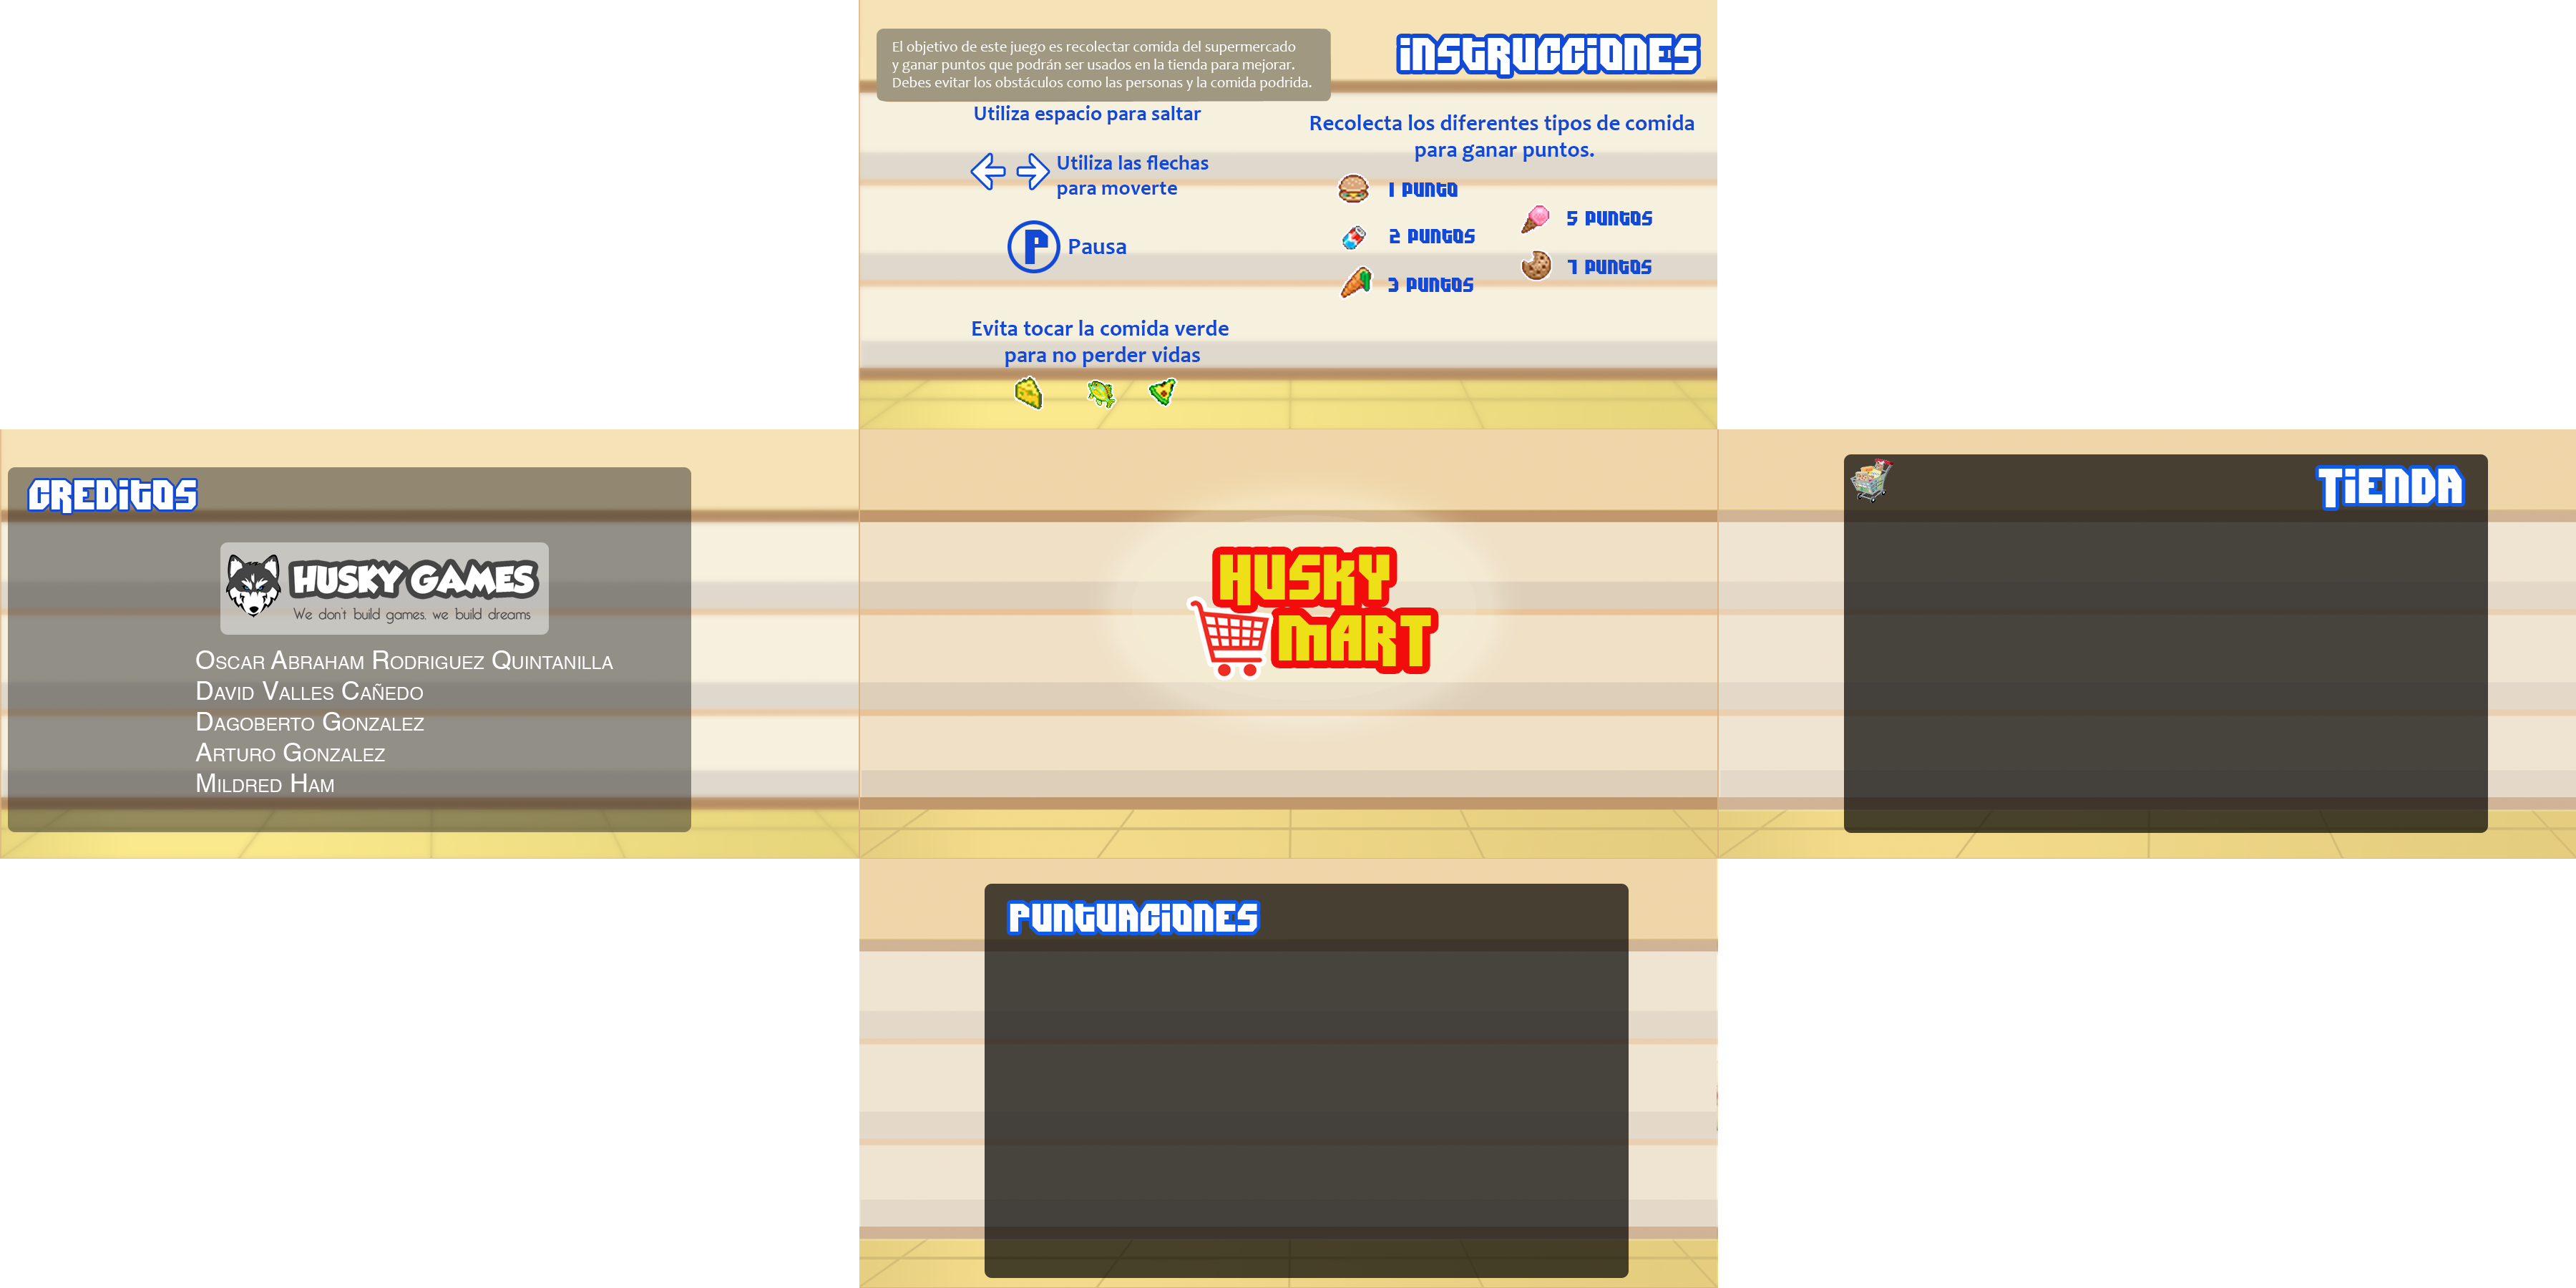 El objetivo de este juego es recolectar comida del supermercado
y ganar puntos que podrán ser usados en la tienda para mejorar.
Debes evitar los obstáculos como las personas y la comida podrida.
INSTRUCCIONES
Utiliza espacio para saltar
Utiliza las flechas
para moverte
P Pausa
Evita tocar la comida verde
para no perder vidas
Recolecta los diferentes tipos de comida
para ganar puntos.
1 PUNTO
2 PUNTOS
3 PUNTOS
5 PUNTOS
7 PUNTOS
CREDITOS
HUSKY GAMES
We don't build games, we build dreams
OSCAR ABRAHAM RODRIGUEZ QUINTANILLA
DAVID VALLES CAÑEDO
DAGOBERTO GONZALEZ
ARTURO GONZALEZ
MILDRED HAM
HUSKY
MART
TIENDA
PUNTUACIONES